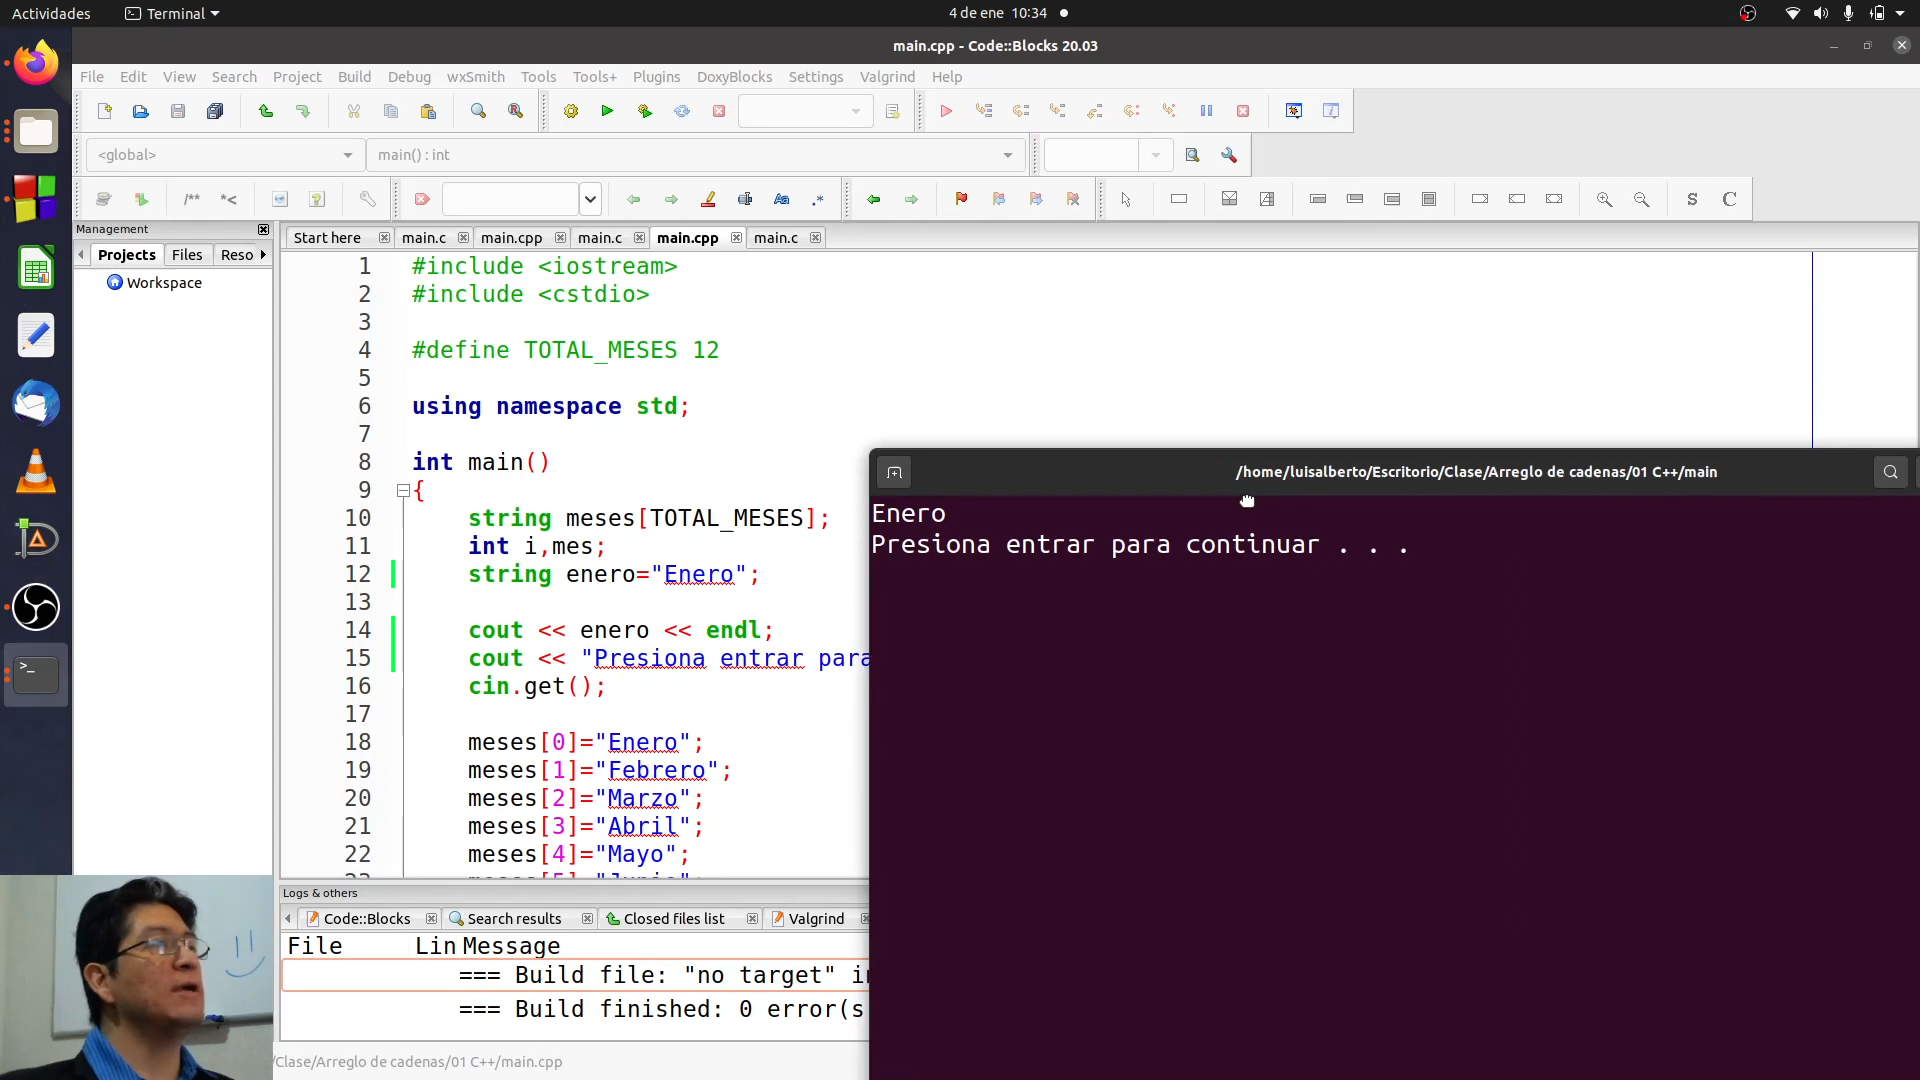 Actividades
Terminal
4 de ene 10:34
main.cpp - Code::Blocks 20.03
File Edit View Search Project Build Debug wxSmith Tools Tools+ Plugins DoxyBlocks Settings Valgrind Help
<global>
main() : int
/** *<
Aa .*
S C
Management
Projects Files Reso
Workspace
Start here main.c main.cpp main.c main.cpp main.c
1 #include <iostream>
2 #include <cstdio>
3
4 #define TOTAL_MESES 12
5
6 using namespace std;
7
8 int main()
9 {
10 string meses[TOTAL_MESES];
11 int i,mes;
12 string enero="Enero";
13
14 cout << enero << endl;
15 cout << "Presiona entrar para
16 cin.get();
17
18 meses[0]="Enero";
19 meses[1]="Febrero";
20 meses[2]="Marzo";
21 meses[3]="Abril";
22 meses[4]="Mayo";
/home/luisalberto/Escritorio/Clase/Arreglo de cadenas/01 C++/main
Enero
Presiona entrar para continuar . . .
Logs & others
Code::Blocks Search results Closed files list Valgrind
File Lin Message
=== Build file: "no target" i
=== Build finished: 0 error(s
/Clase/Arreglo de cadenas/01 C++/main.cpp